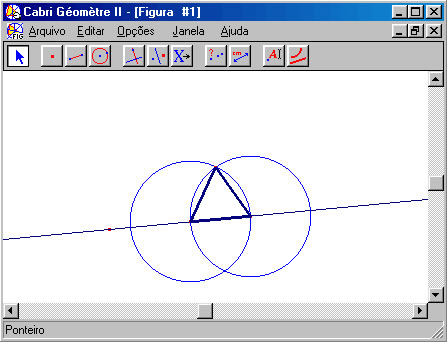 Cabri Géomètre II - [Figura #1]
Arquivo Editar Opções Janela Ajuda
Ponteiro